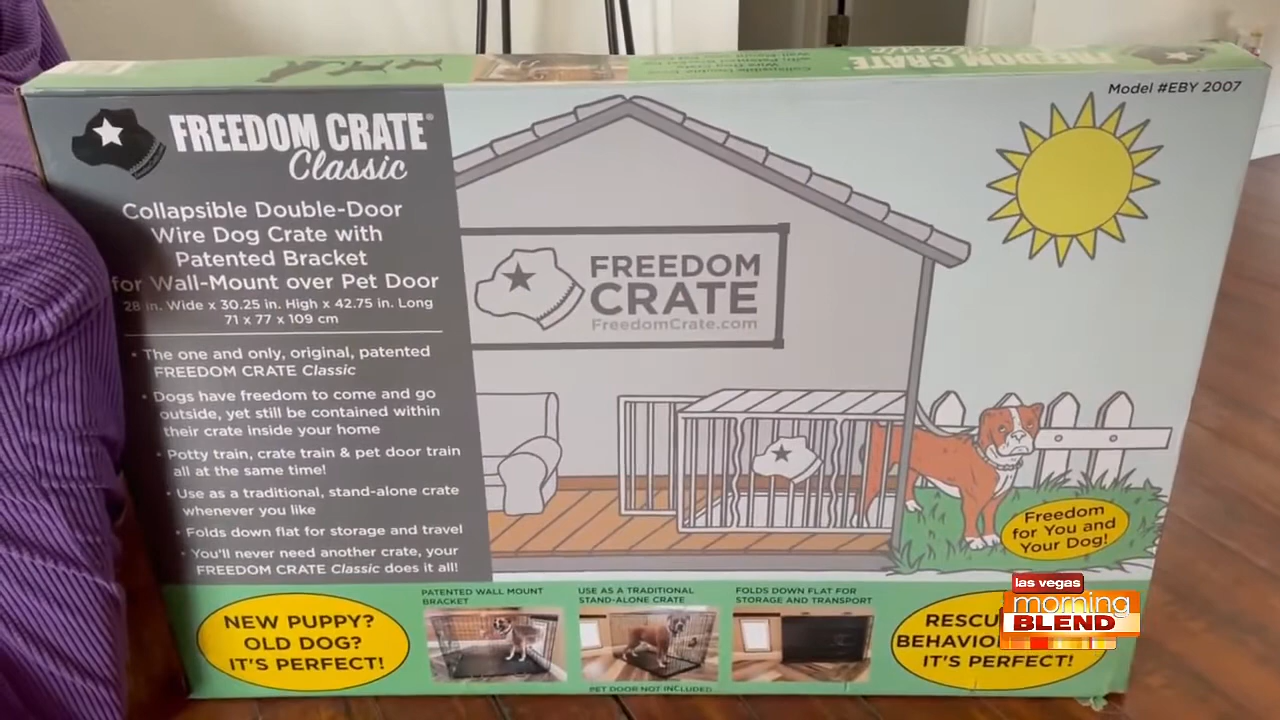 FREEDOM CRATE
Classic
Model #EBY 2007
FREEDOM CRATE®
Classic
Collapsible Double-Door
Wire Dog Crate with
Patented Bracket
for Wall-Mount over Pet Door
28 in. Wide x 30.25 in. High x 42.75 in. Long
71 x 77 x 109 cm
• The one and only, original, patented
FREEDOM CRATE Classic
• Dogs have freedom to come and go
outside, yet still be contained within
their crate inside your home
• Potty train, crate train & pet door train
all at the same time!
• Use as a traditional, stand-alone crate
whenever you like
• Folds down flat for storage and travel
• You'll never need another crate, your
FREEDOM CRATE Classic does it all!
FREEDOM
CRATE
FreedomCrate.com
Freedom
for You and
Your Dog!
NEW PUPPY?
OLD DOG?
IT'S PERFECT!
PATENTED WALL MOUNT
BRACKET
USE AS A TRADITIONAL
STAND-ALONE CRATE
FOLDS DOWN FLAT FOR
STORAGE AND TRANSPORT
PET DOOR NOT INCLUDED
IT'S PERFECT!
las vegas
morning
BLEND